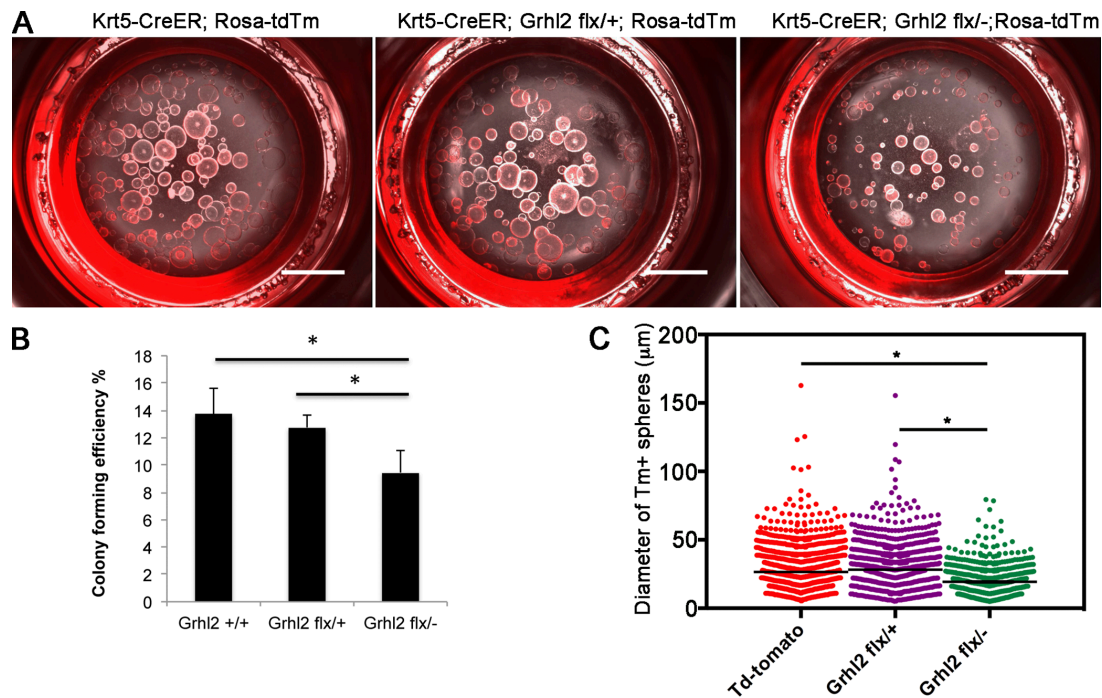 A
Krt5-CreER; Rosa-tdTm
Krt5-CreER; Grhl2 flx/+; Rosa-tdTm
Krt5-CreER; Grhl2 flx/-;Rosa-tdTm
B
Colony forming efficiency %
18
16
14
12
10
8
6
4
2
0
*
*
Grhl2 +/+
Grhl2 flx/+
Grhl2 flx/-
C
Diameter of Tm+ spheres (μm)
200
150
100
50
0
*
*
Td-tomato
Grhl2 flx/+
Grhl2 flx/-